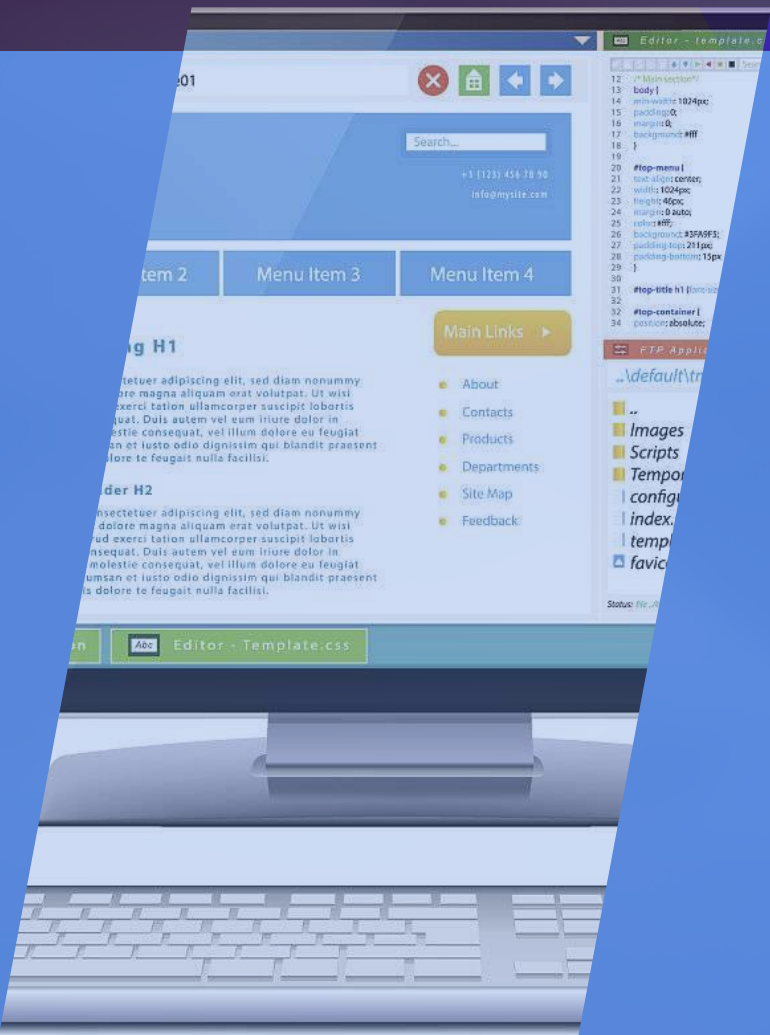 e01
Search...
+1 (123) 456 78 90
info@mysite.com
tem 2
Menu Item 3
Menu Item 4
Main Links
ng H1
tetuer adipiscing elit, sed diam nonummy
ore magna aliquam erat volutpat. Ut wisi
exerci tation ullamcorper suscipit lobortis
quat. Duis autem vel eum iriure dolor in
estie consequat, vel illum dolore eu feugiat
an et iusto odio dignissim qui blandit praesent
olore te feugait nulla facilisi.
der H2
nsectetuer adipiscing elit, sed diam nonummy
dolore magna aliquam erat volutpat. Ut wisi
rud exerci tation ullamcorper suscipit lobortis
nsequat. Duis autem vel eum iriure dolor in
molestie consequat, vel illum dolore eu feugiat
umsan et iusto odio dignissim qui blandit praesent
is dolore te feugait nulla facilisi.
About
Contacts
Products
Departments
Site Map
Feedback
Abc Editor - Template.c
12 /* Main section*/
13 body {
14 min-width: 1024px;
15 padding: 0;
16 margin: 0;
17 background: #fff
18 }
19
20 #top-menu {
21 text-align: center;
22 width: 1024px;
23 height: 46px;
24 margin: 0 auto;
25 color: #fff;
26 background: #3FA9F5;
27 padding-top: 211px;
28 padding-bottom: 15px
29 }
30
31 #top-title h1 {font-siz
32
32 #top-container {
34 position: absolute;
FTP Applic
..\default\tm
..
Images
Scripts
Tempor
configu
index.
templ
favic
Status: file
on
Abc Editor - Template.css